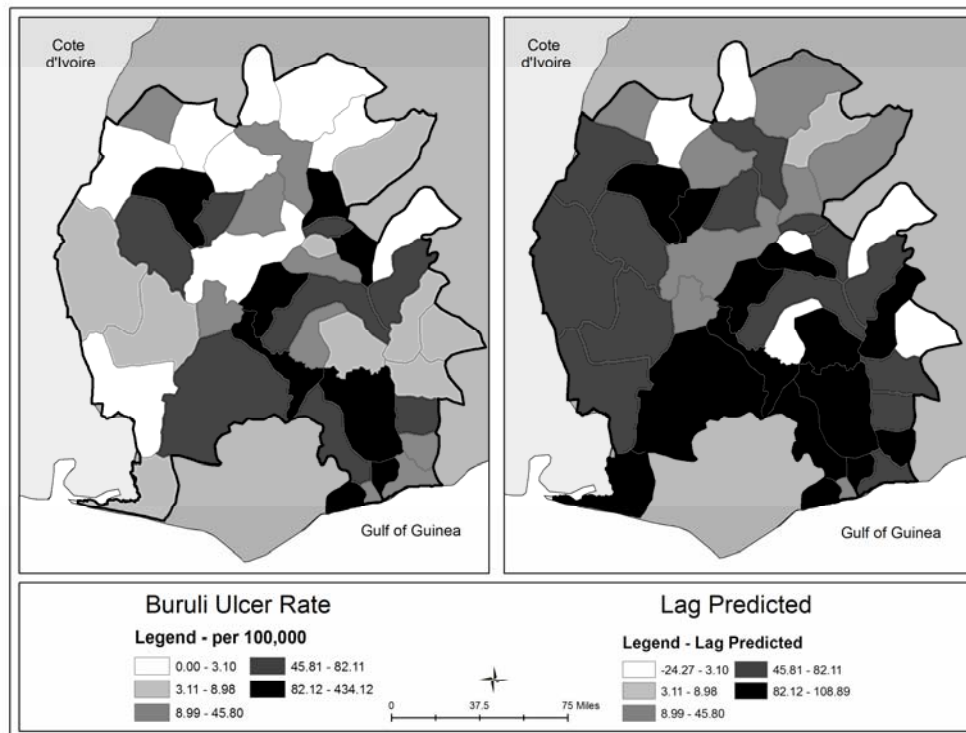 Cote
d'Ivoire
Gulf of Guinea
Cote
d'Ivoire
Gulf of Guinea
Buruli Ulcer Rate
Legend - per 100,000
0.00 - 3.10
3.11 - 8.98
8.99 - 45.80
45.81 - 82.11
82.12 - 434.12
0 37.5 75 Miles
Lag Predicted
Legend - Lag Predicted
-24.27 - 3.10
3.11 - 8.98
8.99 - 45.80
45.81 - 82.11
82.12 - 108.89